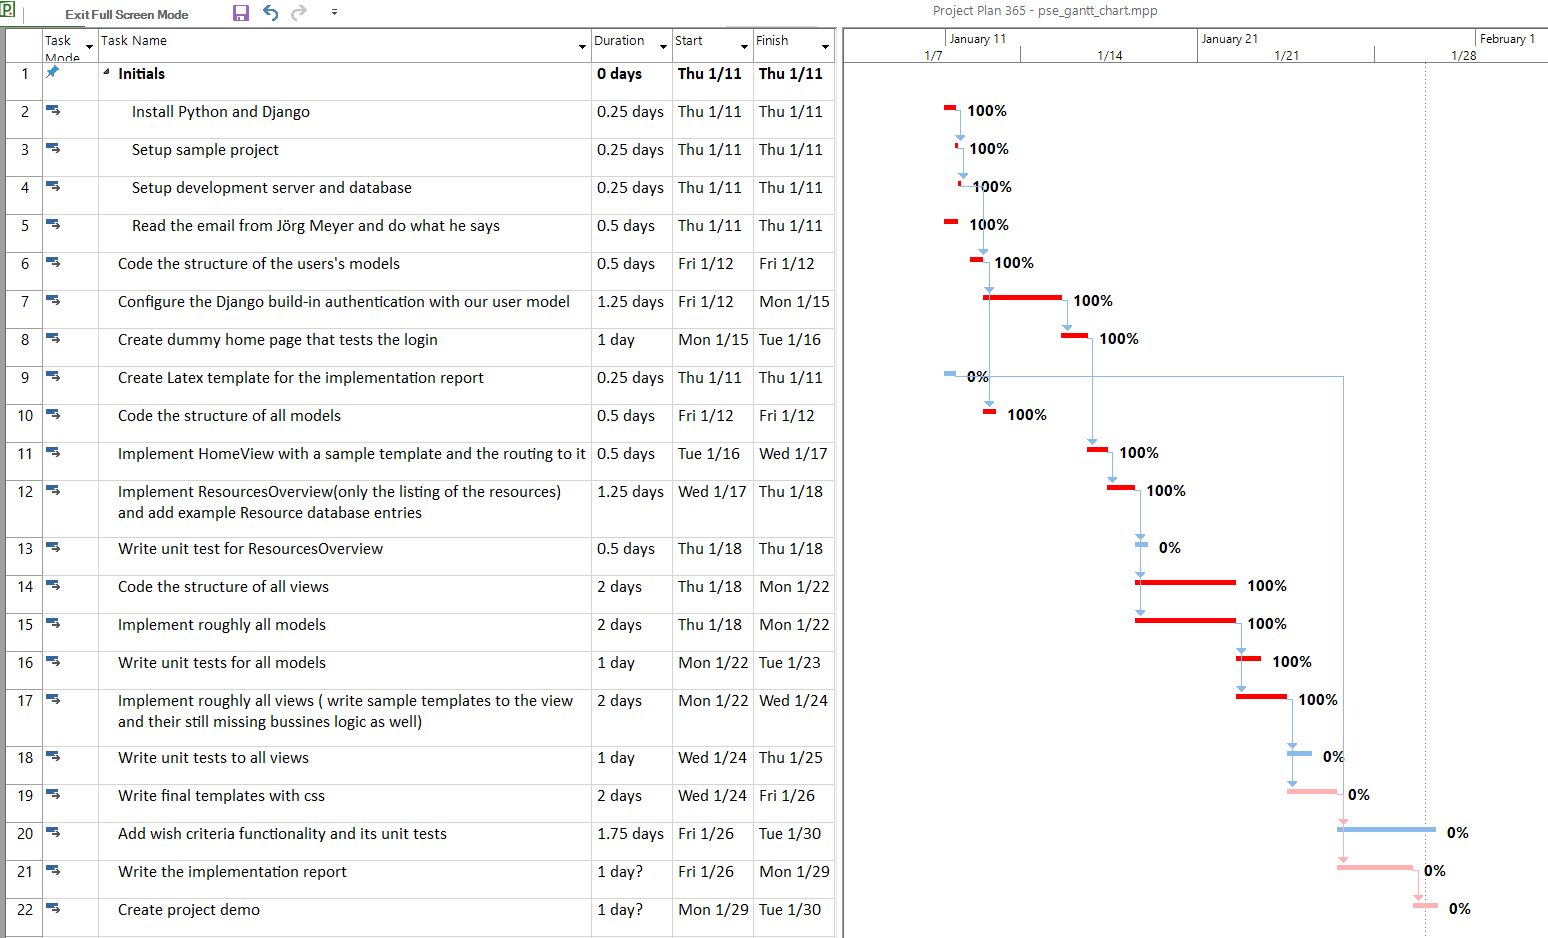 Exit Full Screen Mode
Project Plan 365 - pse_gantt_chart.mpp
Task Mode Task Name Duration Start Finish
January 11 January 21 February 1
1/7 1/14 1/21 1/28
1 Initials 0 days Thu 1/11 Thu 1/11
2 Install Python and Django 0.25 days Thu 1/11 Thu 1/11 100%
3 Setup sample project 0.25 days Thu 1/11 Thu 1/11 100%
4 Setup development server and database 0.25 days Thu 1/11 Thu 1/11 100%
5 Read the email from Jörg Meyer and do what he says 0.5 days Thu 1/11 Thu 1/11 100%
6 Code the structure of the users's models 0.5 days Fri 1/12 Fri 1/12 100%
7 Configure the Django build-in authentication with our user model 1.25 days Fri 1/12 Mon 1/15 100%
8 Create dummy home page that tests the login 1 day Mon 1/15 Tue 1/16 100%
9 Create Latex template for the implementation report 0.25 days Thu 1/11 Thu 1/11 0%
10 Code the structure of all models 0.5 days Fri 1/12 Fri 1/12 100%
11 Implement HomeView with a sample template and the routing to it 0.5 days Tue 1/16 Wed 1/17 100%
12 Implement ResourcesOverview(only the listing of the resources) 1.25 days Wed 1/17 Thu 1/18 100%
and add example Resource database entries
13 Write unit test for ResourcesOverview 0.5 days Thu 1/18 Thu 1/18 0%
14 Code the structure of all views 2 days Thu 1/18 Mon 1/22 100%
15 Implement roughly all models 2 days Thu 1/18 Mon 1/22 100%
16 Write unit tests for all models 1 day Mon 1/22 Tue 1/23 100%
17 Implement roughly all views ( write sample templates to the view 2 days Mon 1/22 Wed 1/24 100%
and their still missing bussines logic as well)
18 Write unit tests to all views 1 day Wed 1/24 Thu 1/25 0%
19 Write final templates with css 2 days Wed 1/24 Fri 1/26 0%
20 Add wish criteria functionality and its unit tests 1.75 days Fri 1/26 Tue 1/30 0%
21 Write the implementation report 1 day? Fri 1/26 Mon 1/29 0%
22 Create project demo 1 day? Mon 1/29 Tue 1/30 0%